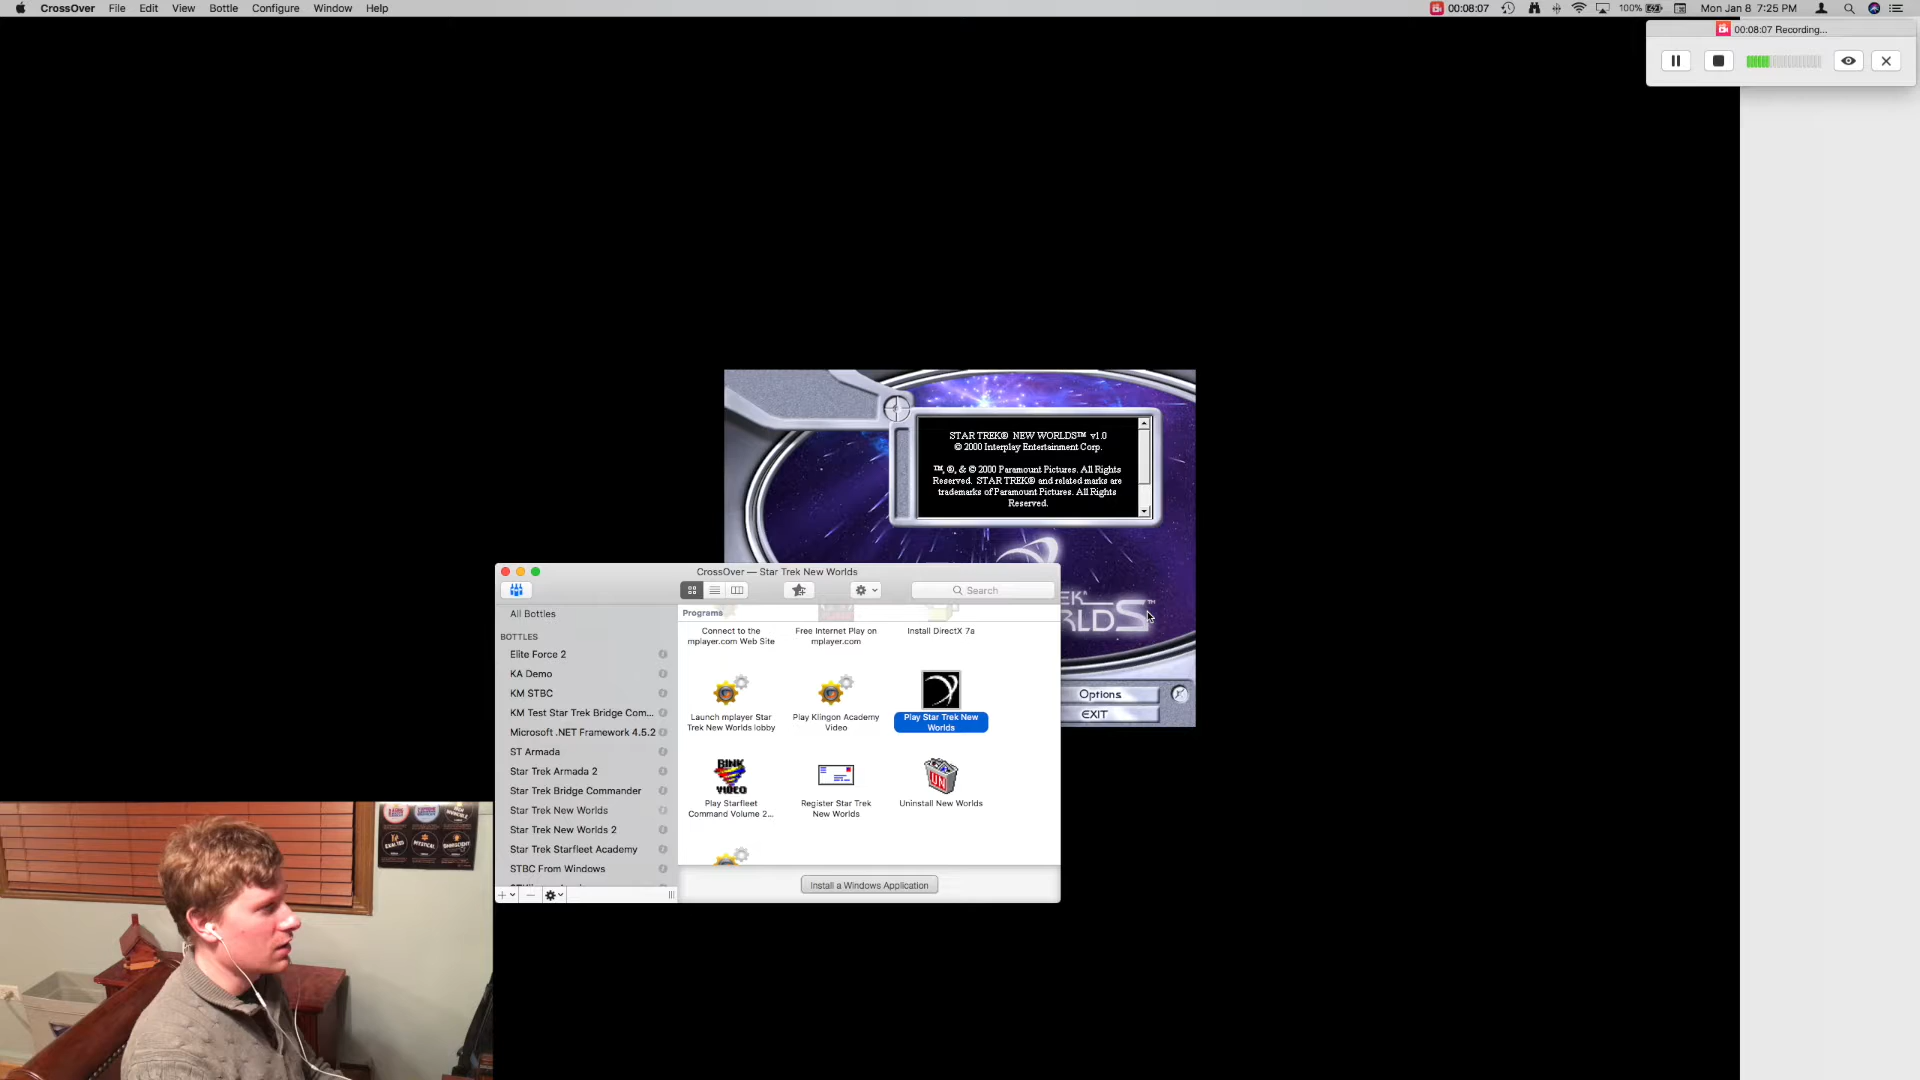 CrossOver File Edit View Bottle Configure Window Help
00:08:07 100% Mon Jan 8 7:25 PM
00:08:07 Recording...
STAR TREK® NEW WORLDS™ v1.0
© 2000 Interplay Entertainment Corp.
™, ®, & © 2000 Paramount Pictures. All Rights
Reserved. STAR TREK® and related marks are
trademarks of Paramount Pictures. All Rights
Reserved.
Options
EXIT
CrossOver — Star Trek New Worlds
Search
All Bottles
BOTTLES
Elite Force 2
KA Demo
KM STBC
KM Test Star Trek Bridge Com...
Microsoft .NET Framework 4.5.2
ST Armada
Star Trek Armada 2
Star Trek Bridge Commander
Star Trek New Worlds
Star Trek New Worlds 2
Star Trek Starfleet Academy
STBC From Windows
Programs
Connect to the
mplayer.com Web Site
Free Internet Play on
mplayer.com
Install DirectX 7a
Launch mplayer Star
Trek New Worlds lobby
Play Klingon Academy
Video
Play Star Trek New
Worlds
BINK
VIDEO
Play Starfleet
Command Volume 2...
Register Star Trek
New Worlds
UN
Uninstall New Worlds
Install a Windows Application
EXALTED
MYSTICAL
OMNISCIENT